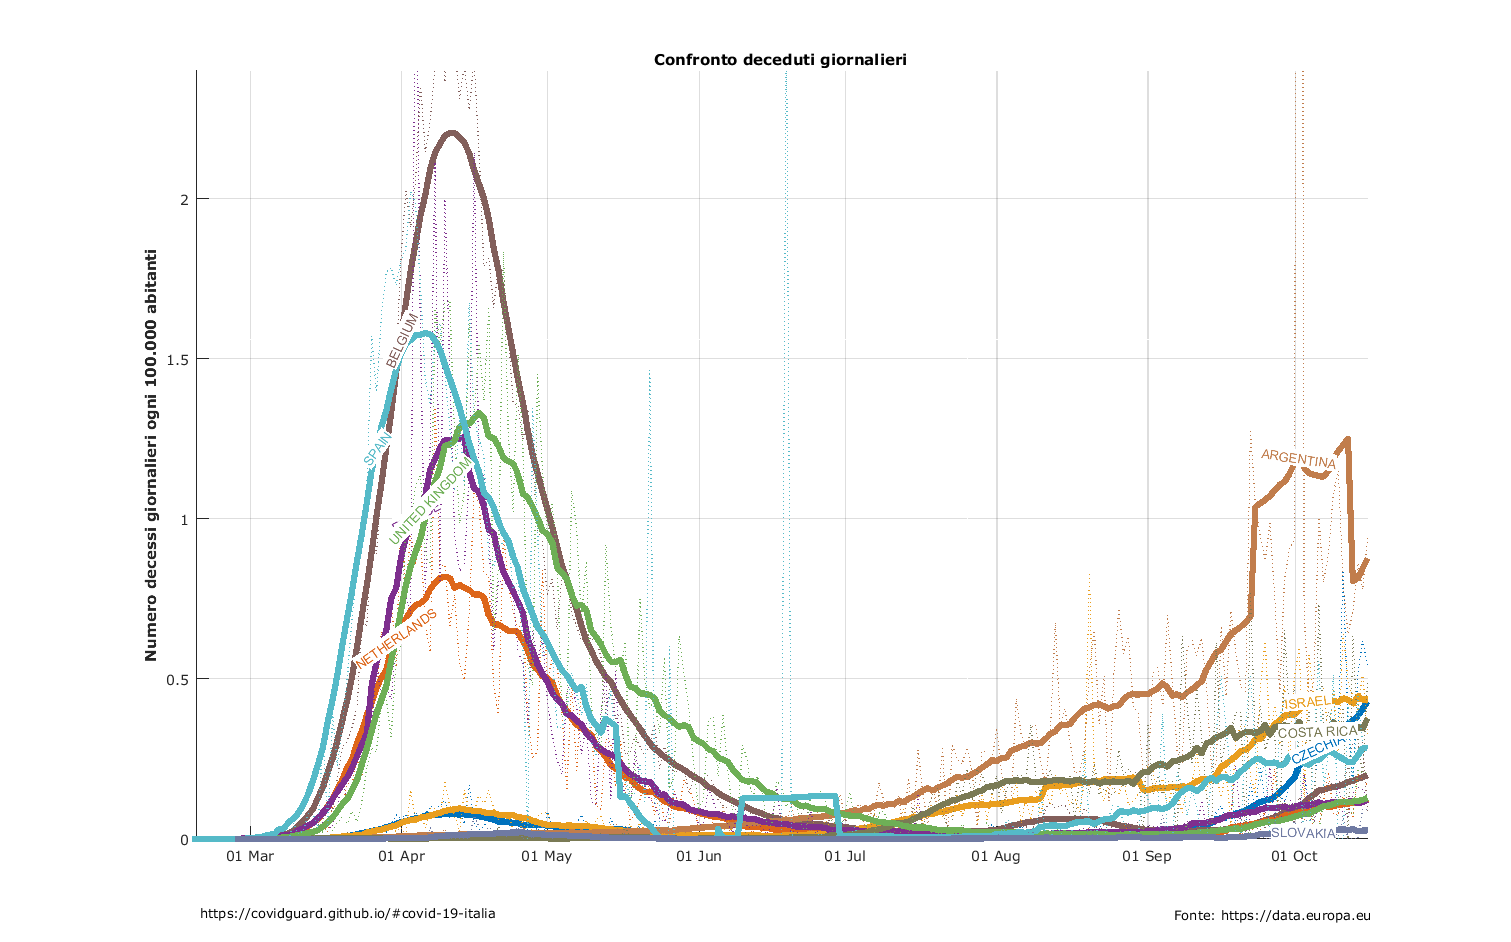 Confronto deceduti giornalieri
Numero decessi giornalieri ogni 100.000 abitanti
2
1.5
1
0.5
0
BELGIUM
SPAIN
UNITED KINGDOM
NETHERLANDS
ARGENTINA
ISRAEL
COSTA RICA
CZECHIA
SLOVAKIA
01 Mar
01 Apr
01 May
01 Jun
01 Jul
01 Aug
01 Sep
01 Oct
https://covidguard.github.io/#covid-19-italia
Fonte: https://data.europa.eu